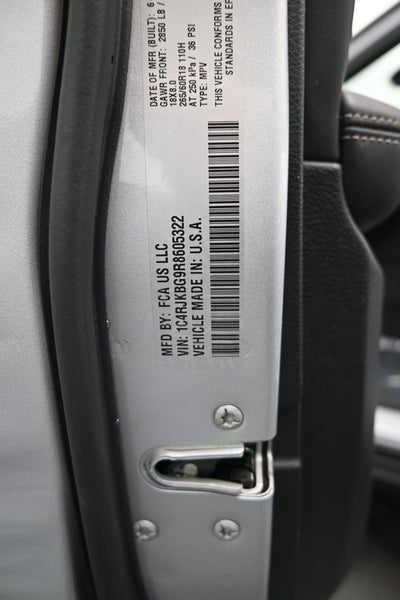 DATE OF MFR (BUILT): 6
GAWR FRONT: 2850 LB /
18X8.0
265/60R18 110H
AT 250 kPa / 36 PSI
TYPE: MPV
THIS VEHICLE CONFORMS
STANDARDS IN EF
MFD BY: FCA US LLC
VIN: 1C4RJKBG9R8605322
VEHICLE MADE IN: U.S.A.